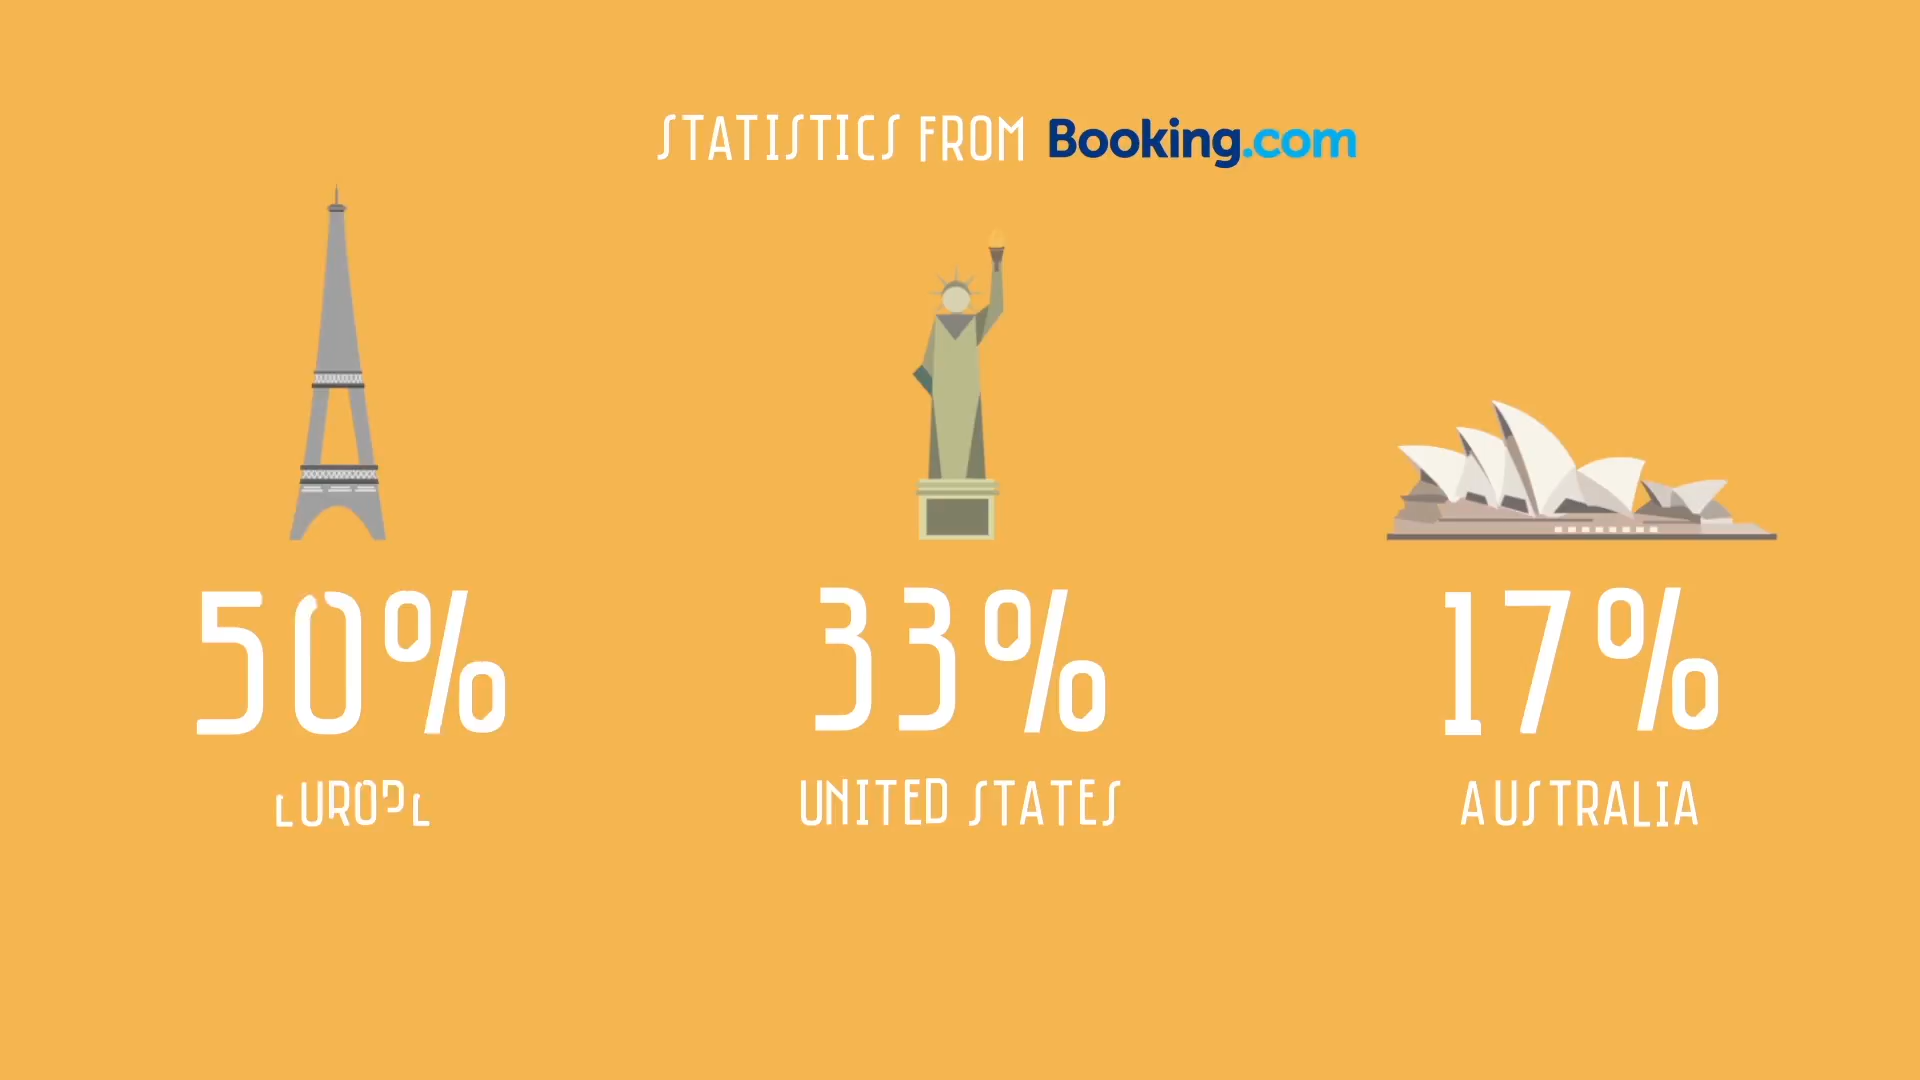 STATISTICS FROM Booking.com
50% 33% 17%
EUROPE UNITED STATES AUSTRALIA